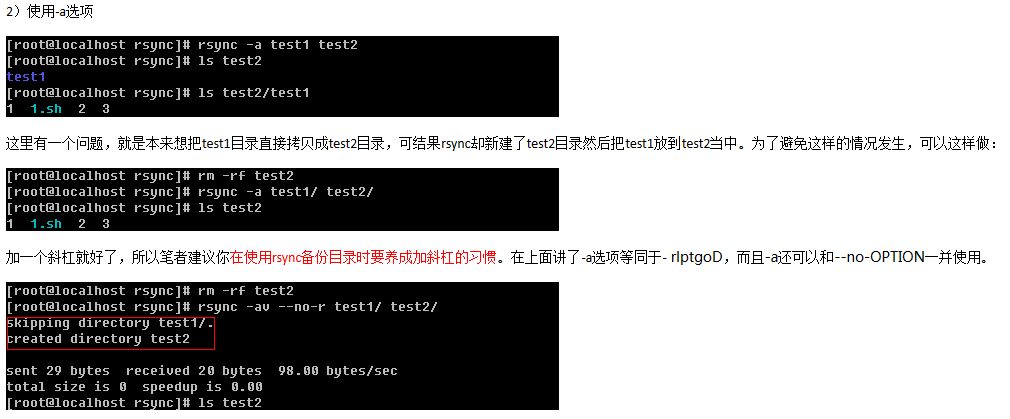 2）使用-a选项
[root@localhost rsync]# rsync -a test1 test2
[root@localhost rsync]# ls test2
test1
[root@localhost rsync]# ls test2/test1
1  1.sh  2  3
这里有一个问题，就是本来想把test1目录直接拷贝成test2目录，可结果rsync却新建了test2目录然后把test1放到test2当中。为了避免这样的情况发生，可以这样做：
[root@localhost rsync]# rm -rf test2
[root@localhost rsync]# rsync -a test1/ test2/
[root@localhost rsync]# ls test2
1  1.sh  2  3
加一个斜杠就好了，所以笔者建议你在使用rsync备份目录时要养成加斜杠的习惯。在上面讲了-a选项等同于- rlptgoD，而且-a还可以和--no-OPTION一并使用。
[root@localhost rsync]# rm -rf test2
[root@localhost rsync]# rsync -av --no-r test1/ test2/
skipping directory test1/.
created directory test2
sent 29 bytes  received 20 bytes  98.00 bytes/sec
total size is 0  speedup is 0.00
[root@localhost rsync]# ls test2